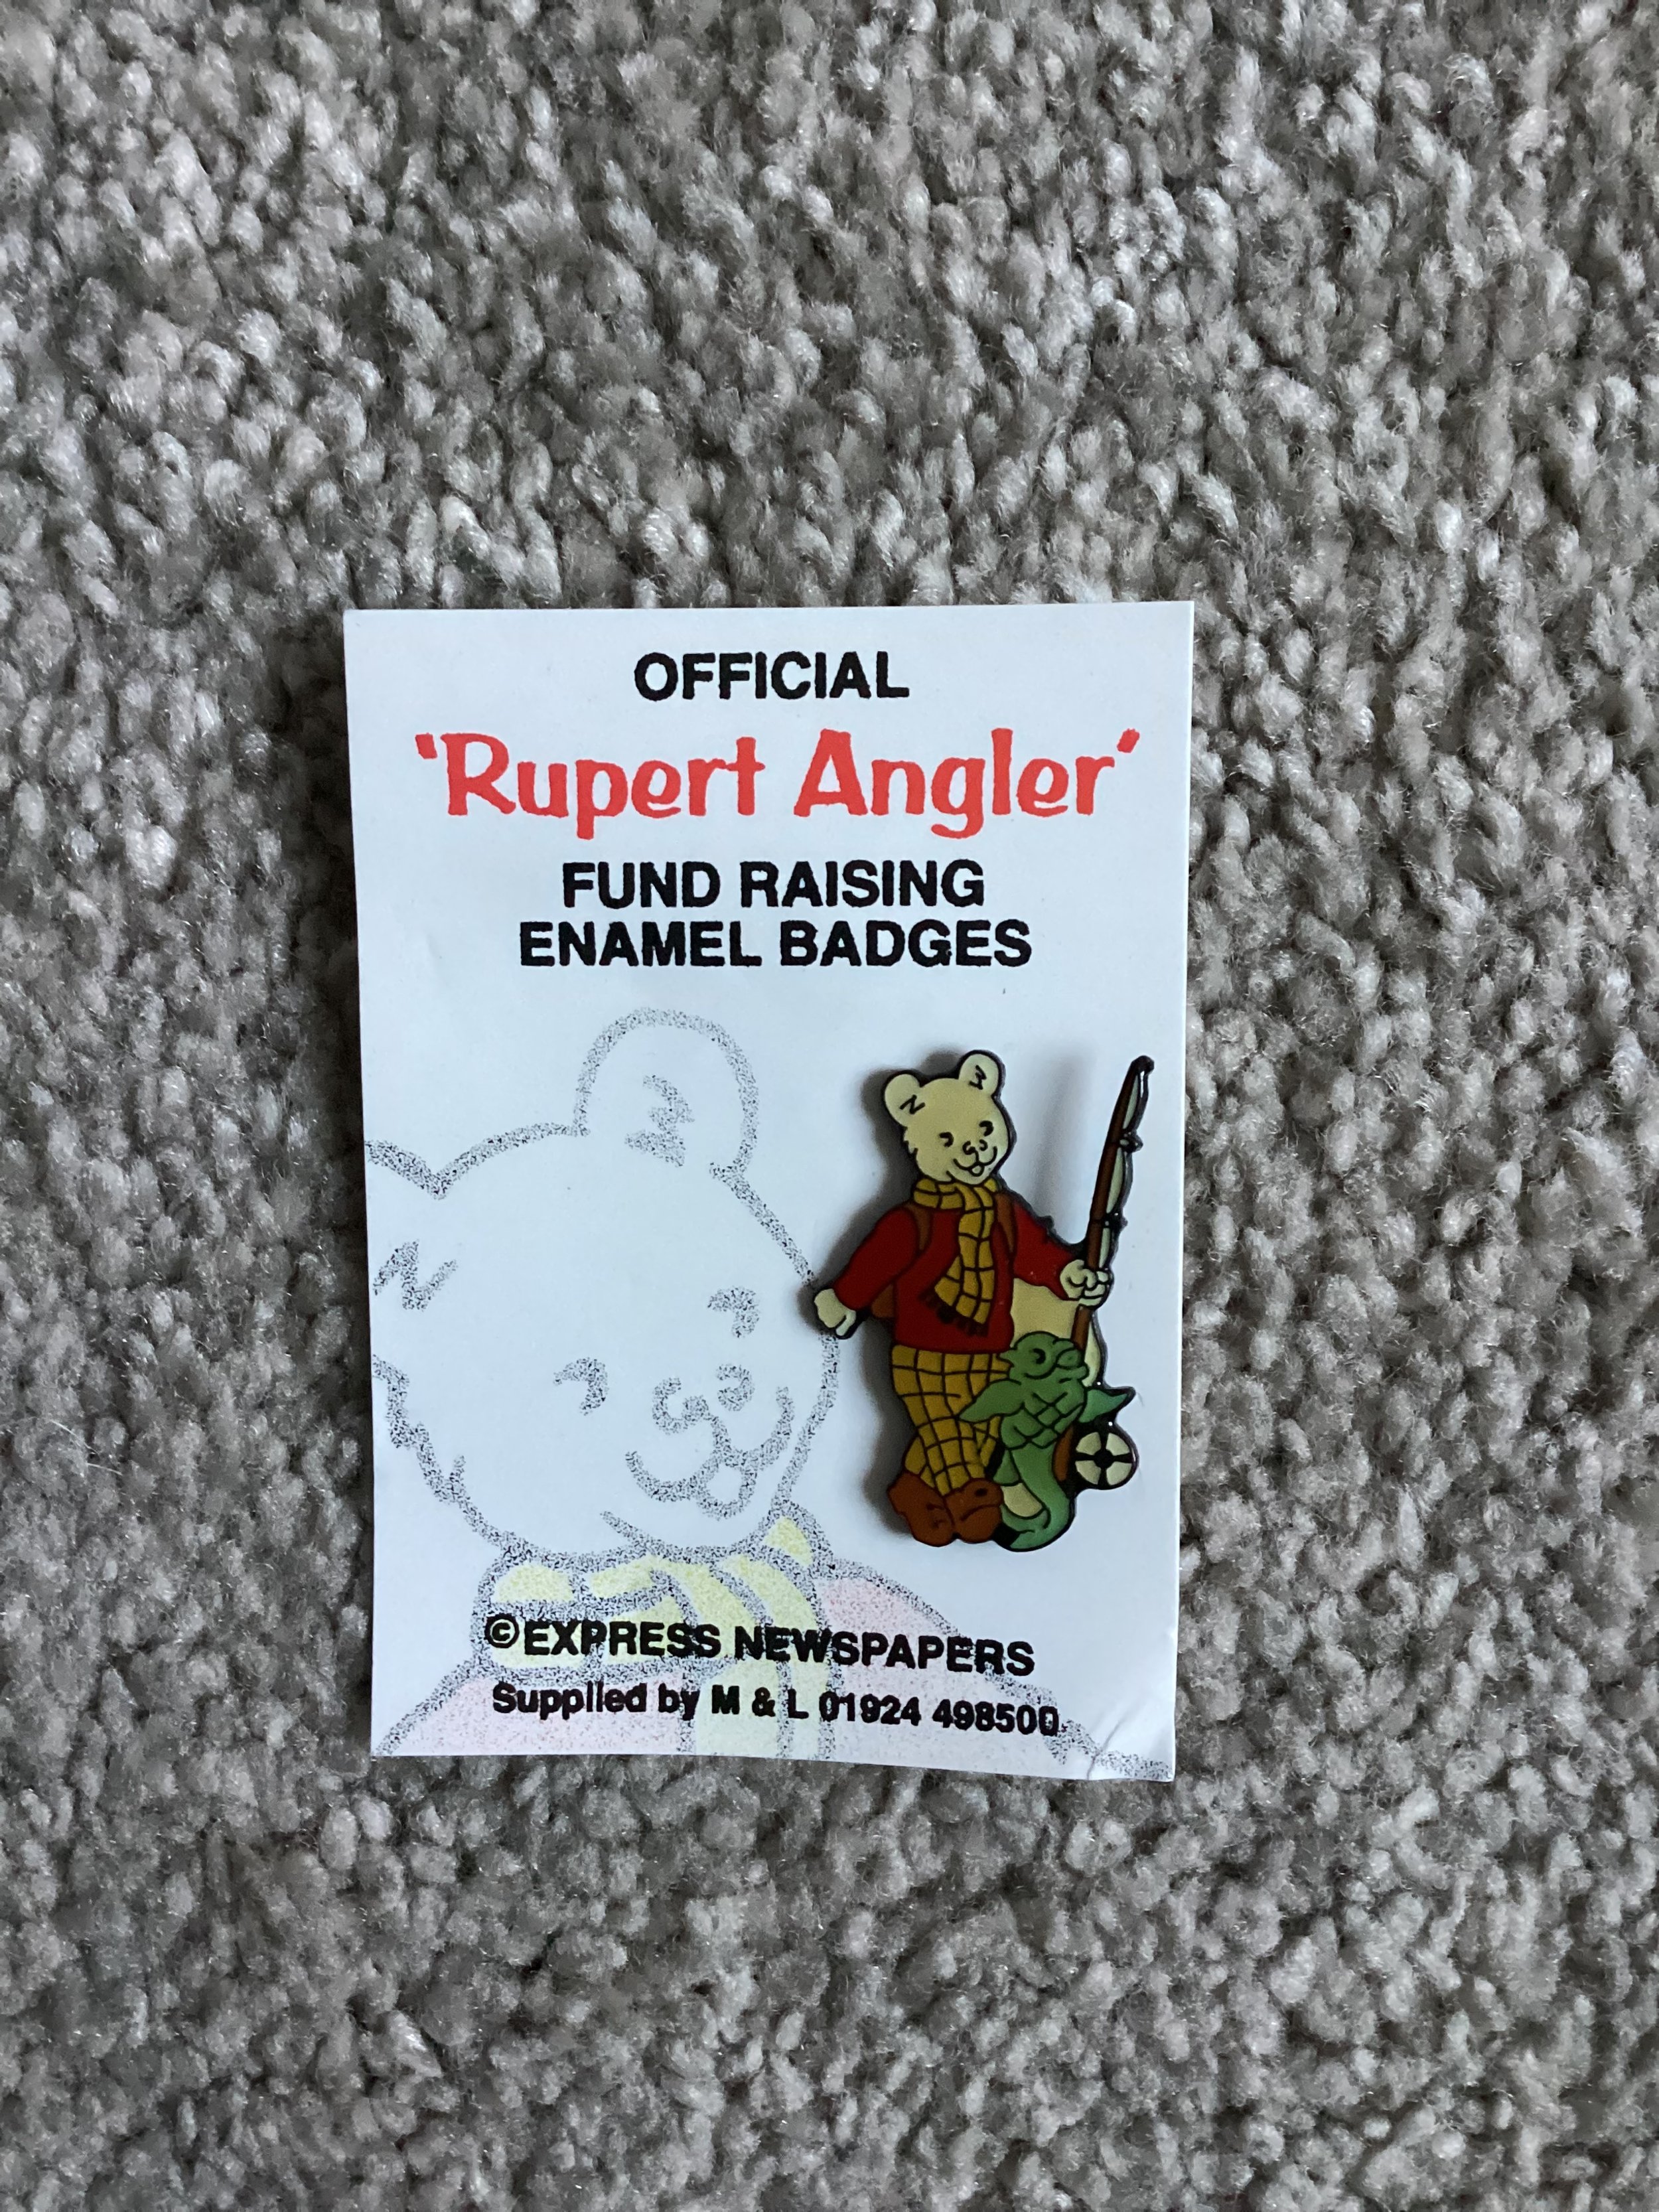 OFFICIAL
'Rupert Angler'
FUND RAISING
ENAMEL BADGES
©EXPRESS NEWSPAPERS
Supplied by M & L 01924 498500